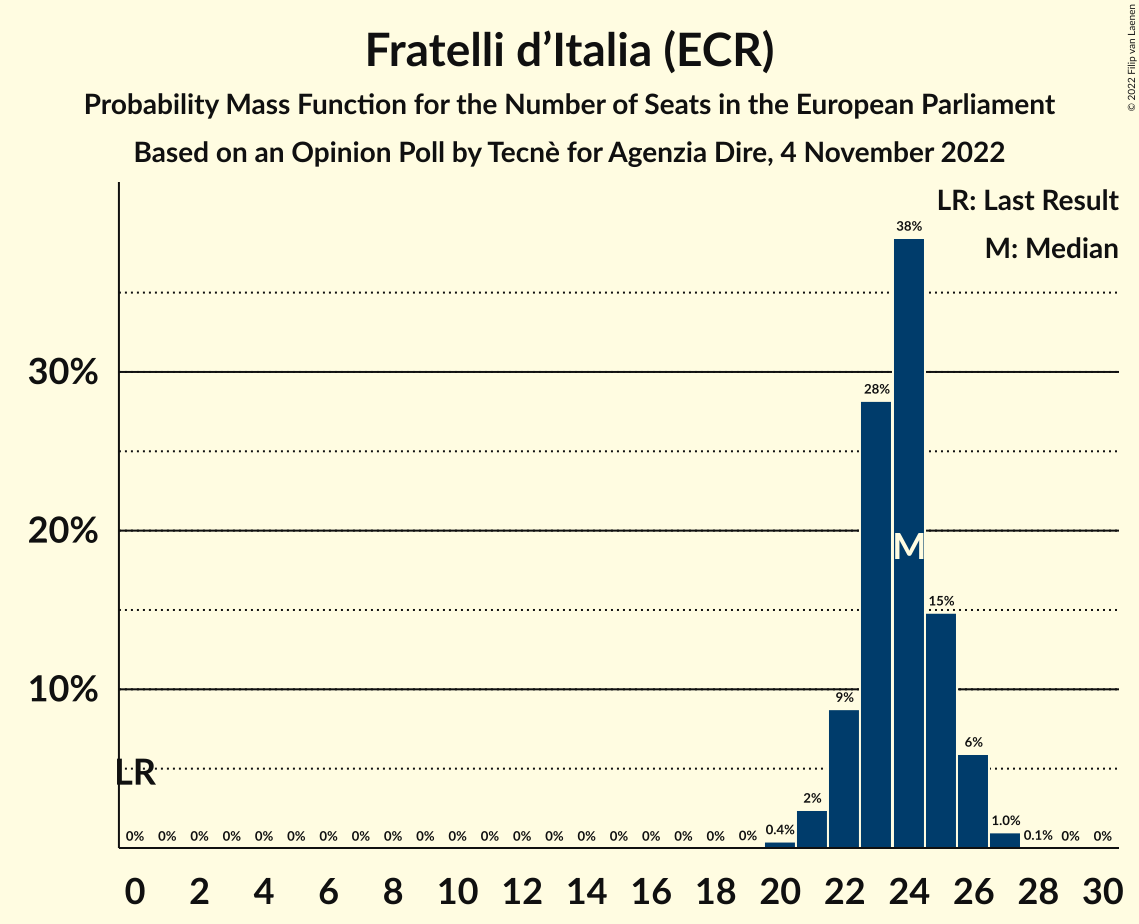 Fratelli d’Italia (ECR)
Probability Mass Function for the Number of Seats in the European Parliament
Based on an Opinion Poll by Tecnè for Agenzia Dire, 4 November 2022
© 2022 Filip van Laenen
LR: Last Result
M: Median
38%
30%
28%
20%
M
15%
10%
9%
6%
LR
2%
1.0%
0% 0% 0% 0% 0% 0% 0% 0% 0% 0% 0% 0% 0% 0% 0% 0% 0% 0% 0% 0% 0.4% 0.1% 0% 0%
0 2 4 6 8 10 12 14 16 18 20 22 24 26 28 30